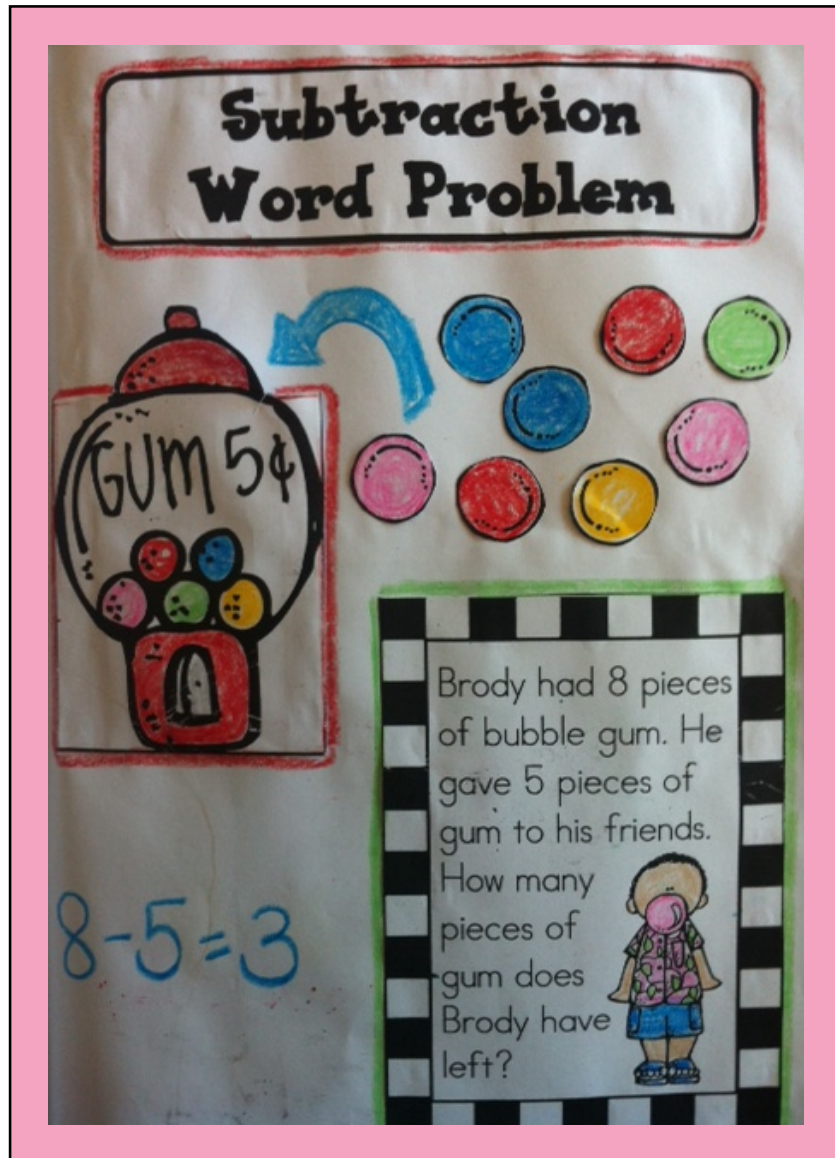 Subtraction
Word Problem
GUM 5¢
Brody had 8 pieces
of bubble gum. He
gave 5 pieces of
gum to his friends.
How many
pieces of
gum does
Brody have
left?
8-5=3